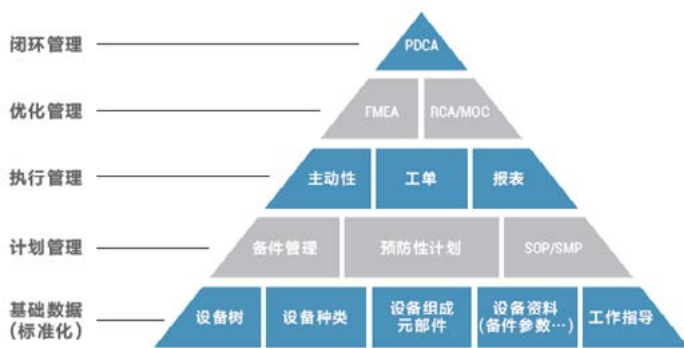 闭环管理
PDCA
优化管理
FMEA
RCA/MOC
执行管理
主动性
工单
报表
计划管理
备件管理
预防性计划
SOP/SMP
基础数据
(标准化)
设备树
设备种类
设备组成
元部件
设备资料
(备件参数…)
工作指导